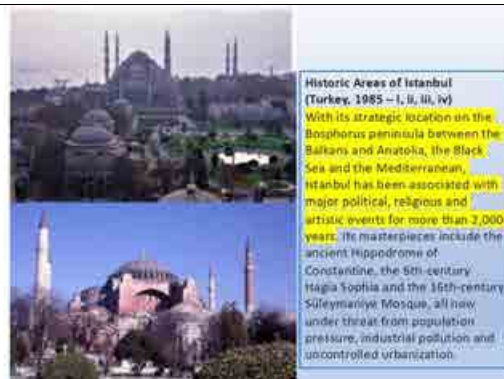 Historic Areas of Istanbul
(Turkey, 1985 – i, ii, iii, iv)
With its strategic location on the
Bosphorus peninsula between the
Balkans and Anatolia, the Black
Sea and the Mediterranean,
Istanbul has been associated with
major political, religious and
artistic events for more than 2,000
years. Its masterpieces include the
ancient Hippodrome of
Constantine, the 6th-century
Hagia Sophia and the 16th-century
Süleymaniye Mosque, all now
under threat from population
pressure, industrial pollution and
uncontrolled urbanization.